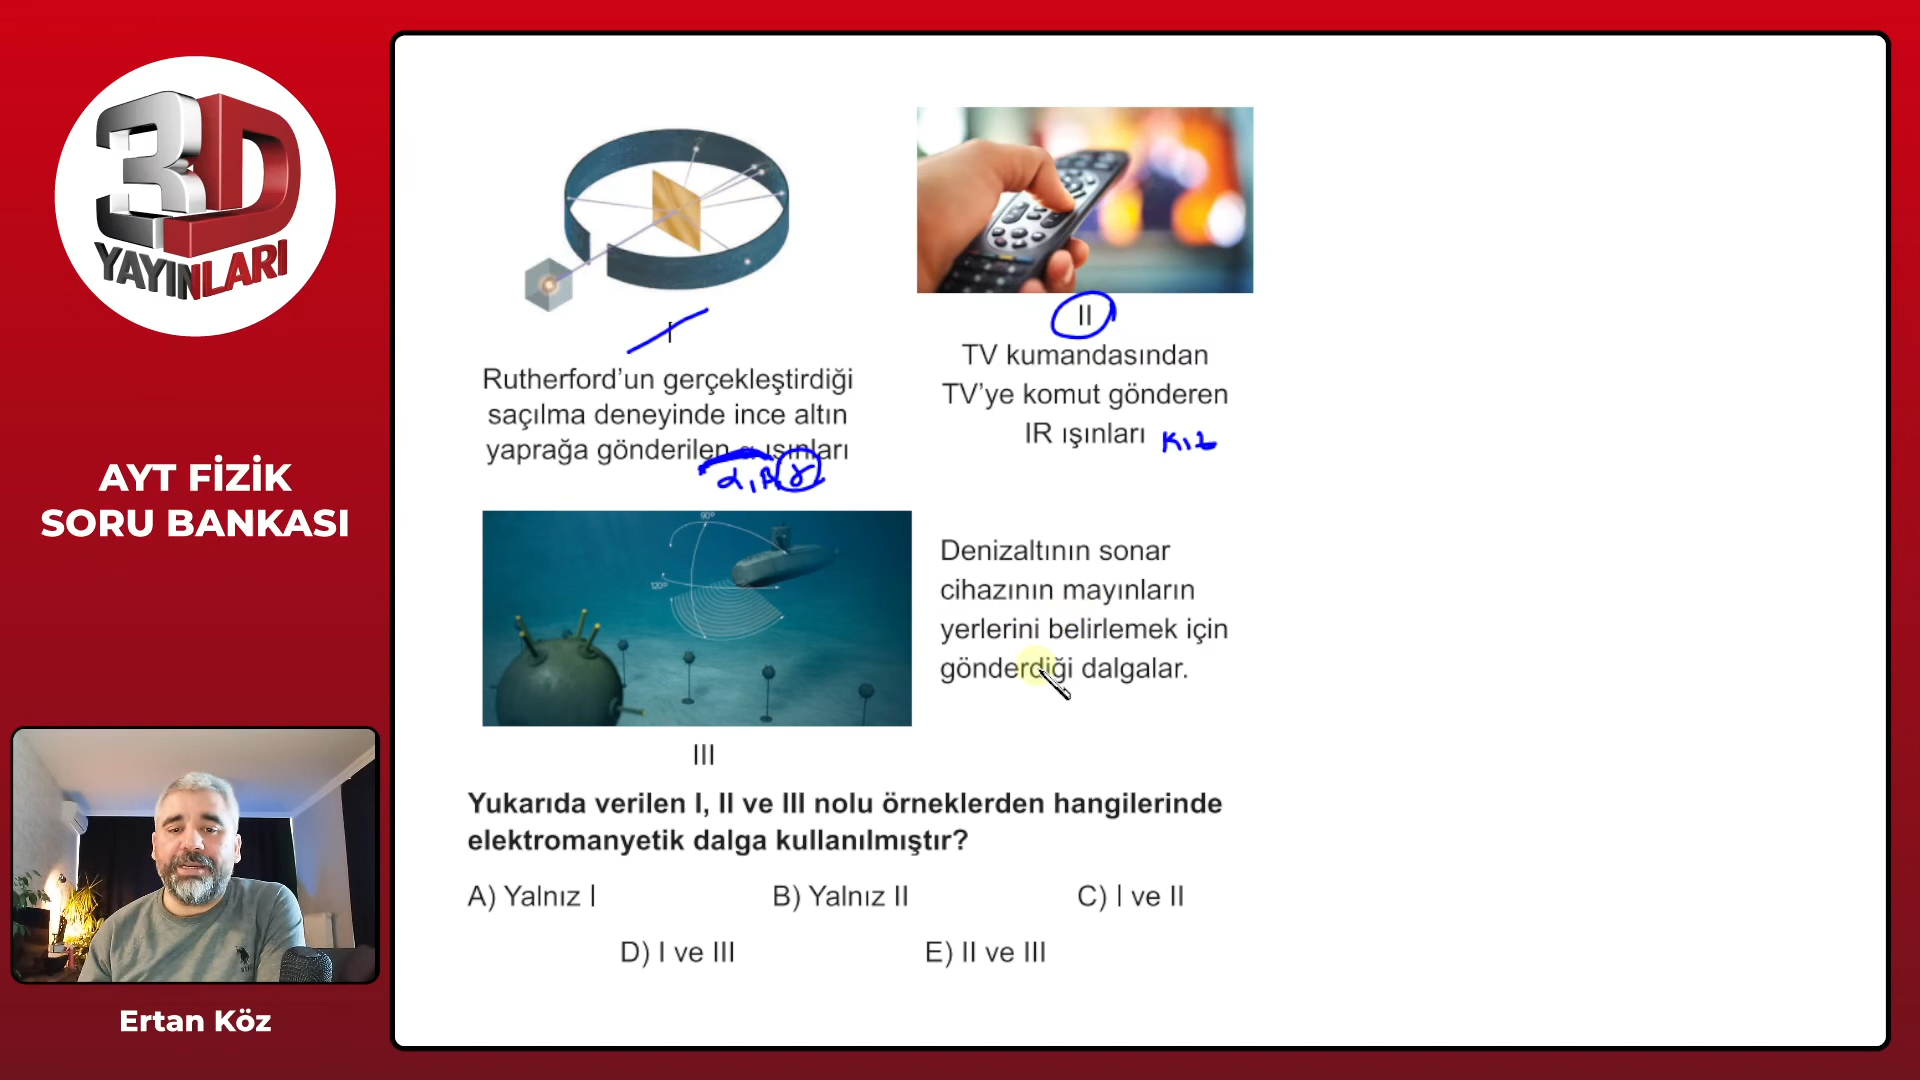 3D
YAYINLARI
AYT FİZİK
SORU BANKASI
Ertan Köz
I
Rutherford’un gerçekleştirdiği
saçılma deneyinde ince altın
yaprağa gönderilen α ışınları
α, β, γ
II
TV kumandasından
TV’ye komut gönderen
IR ışınları
90°
120°
III
Denizaltının sonar
cihazının mayınların
yerlerini belirlemek için
gönderdiği dalgalar.
Yukarıda verilen I, II ve III nolu örneklerden hangilerinde
elektromanyetik dalga kullanılmıştır?
A) Yalnız I
B) Yalnız II
C) I ve II
D) I ve III
E) II ve III